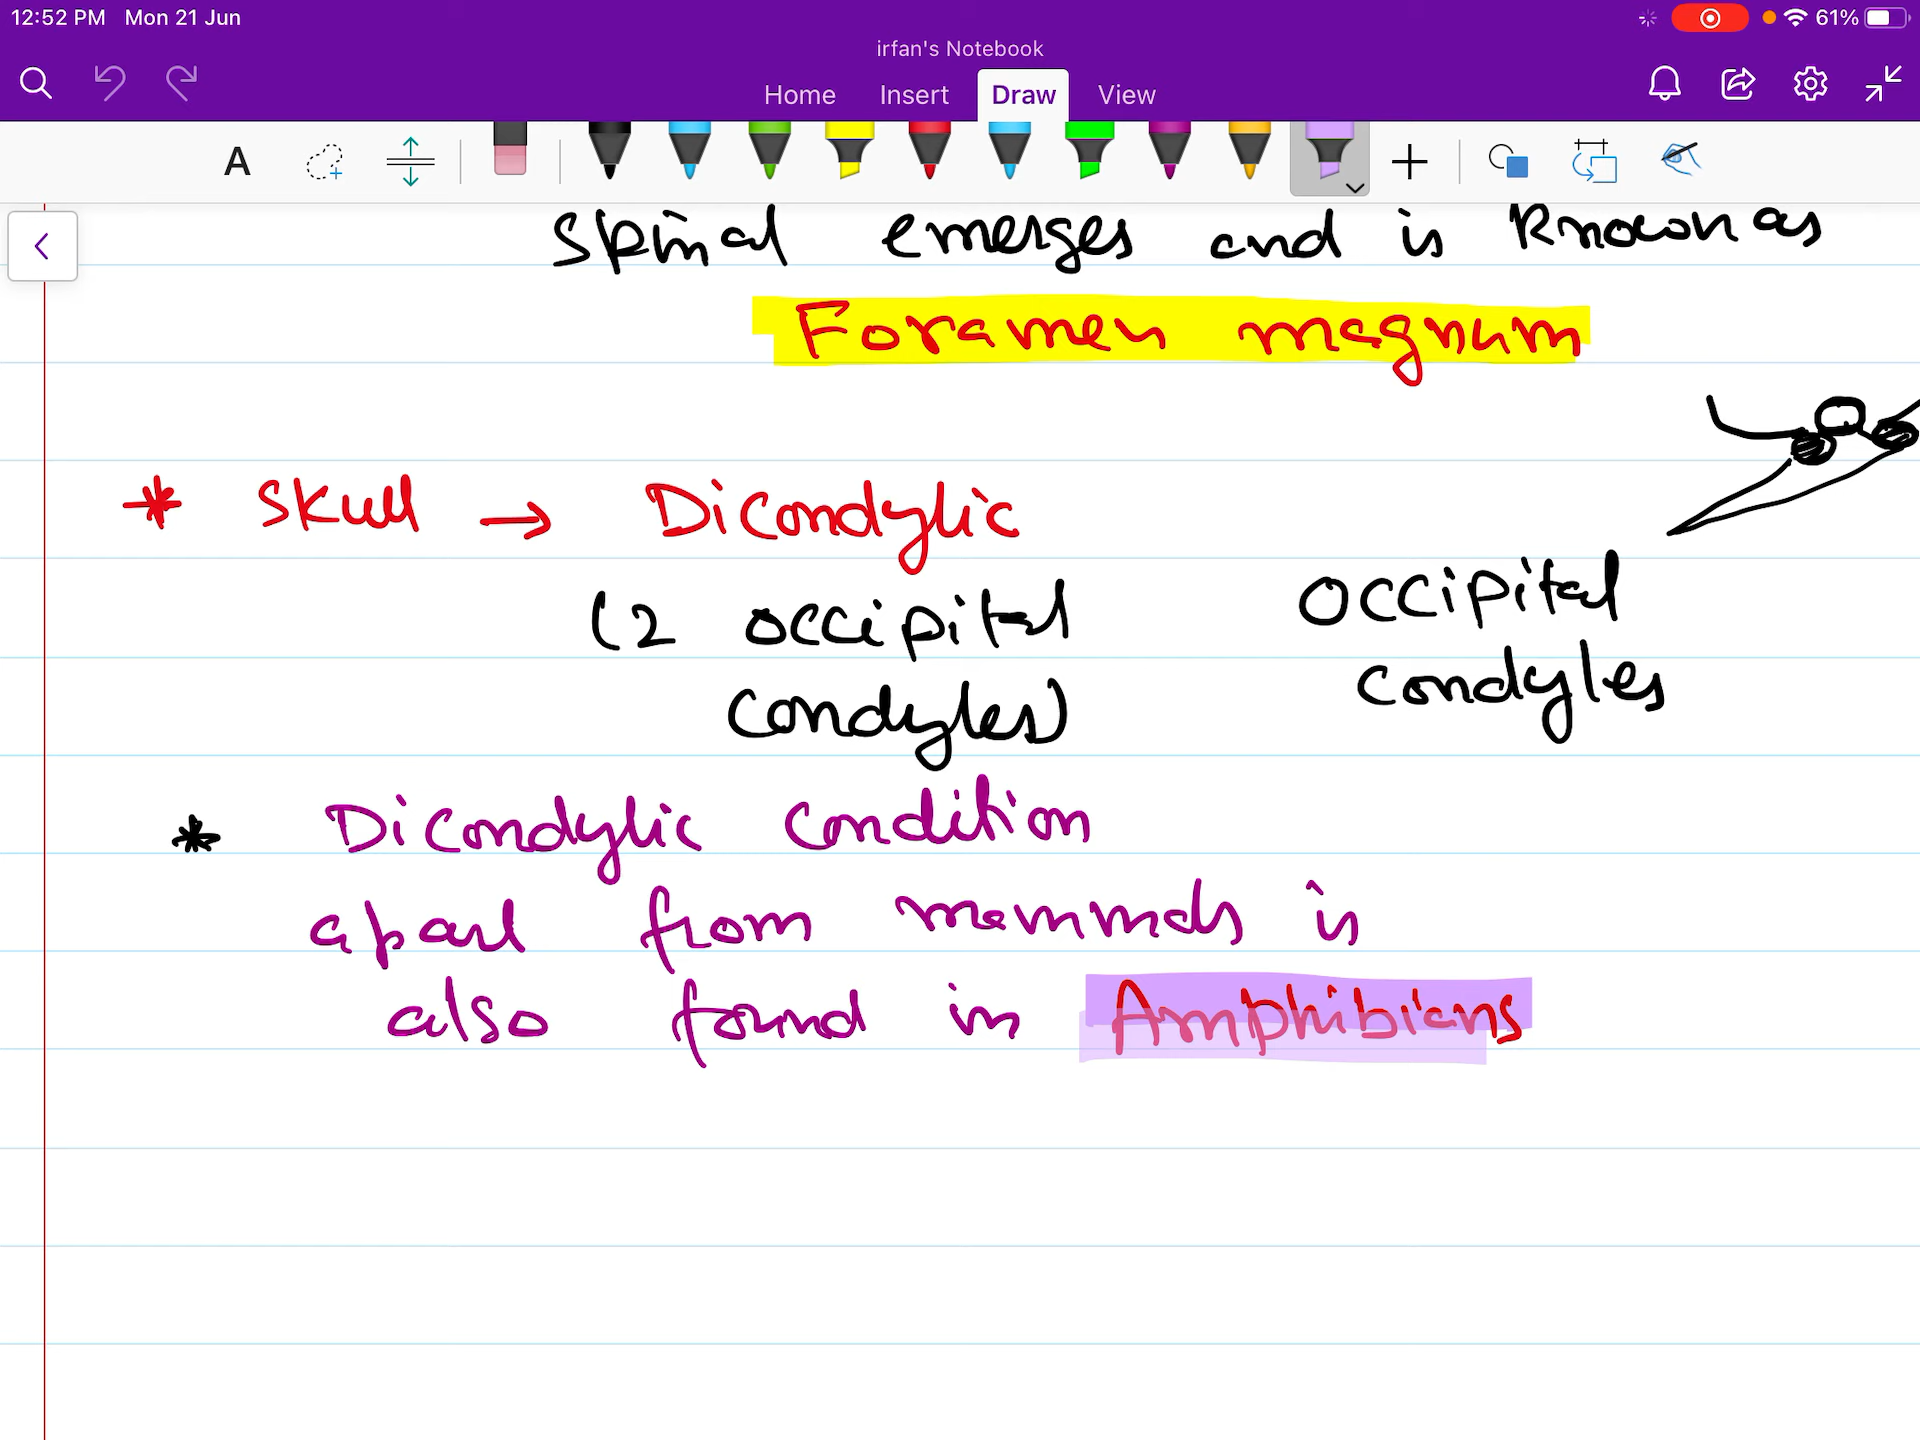 12:52 PM Mon 21 Jun
61%
irfan's Notebook
Home Insert Draw View
A
Spinal emerges and is Known as
Foramen magnum
* Skull → Dicondylic
(2 occipital
condyles)
Occipital
condyles
* Dicondylic condition
apart from mammals is
also found in Amphibians